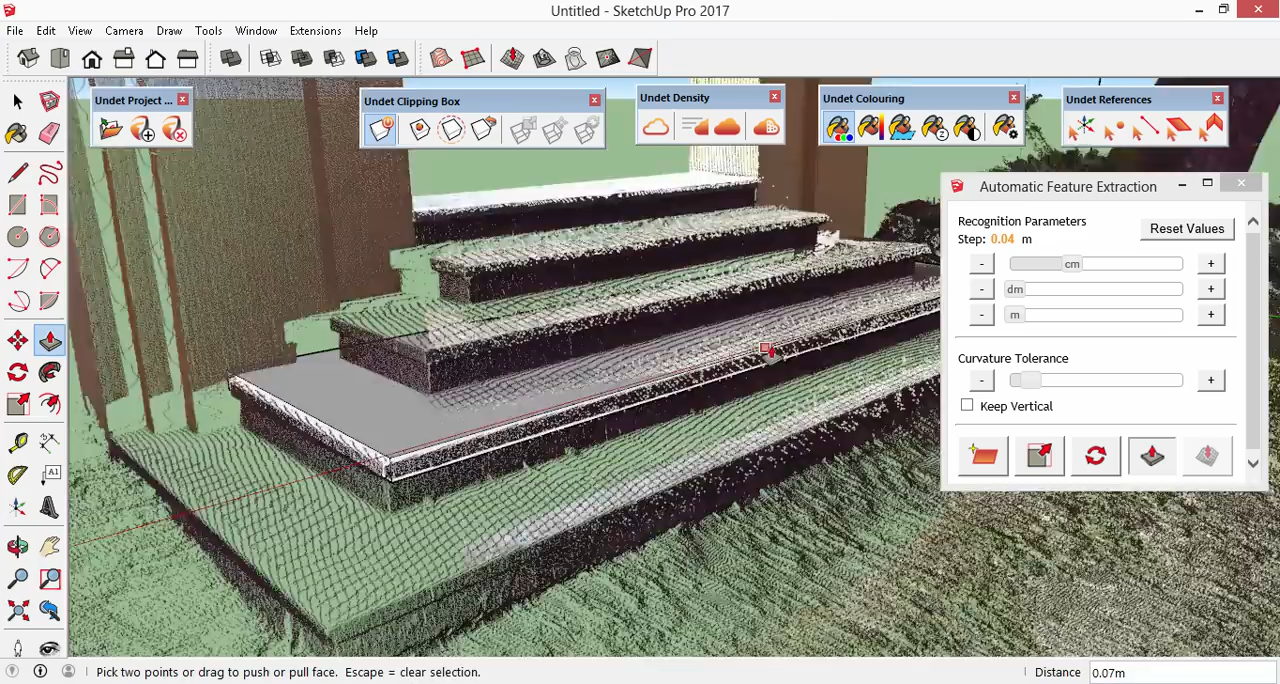 Untitled - SketchUp Pro 2017
File Edit View Camera Draw Tools Window Extensions Help
Undet Project ...
Undet Clipping Box
Undet Density
Undet Colouring
Undet References
Automatic Feature Extraction
Recognition Parameters
Reset Values
Step: 0.04 m
- cm +
- dm +
- m +
Curvature Tolerance
- +
Keep Vertical
A1
Pick two points or drag to push or pull face. Escape = clear selection.
Distance 0.07m